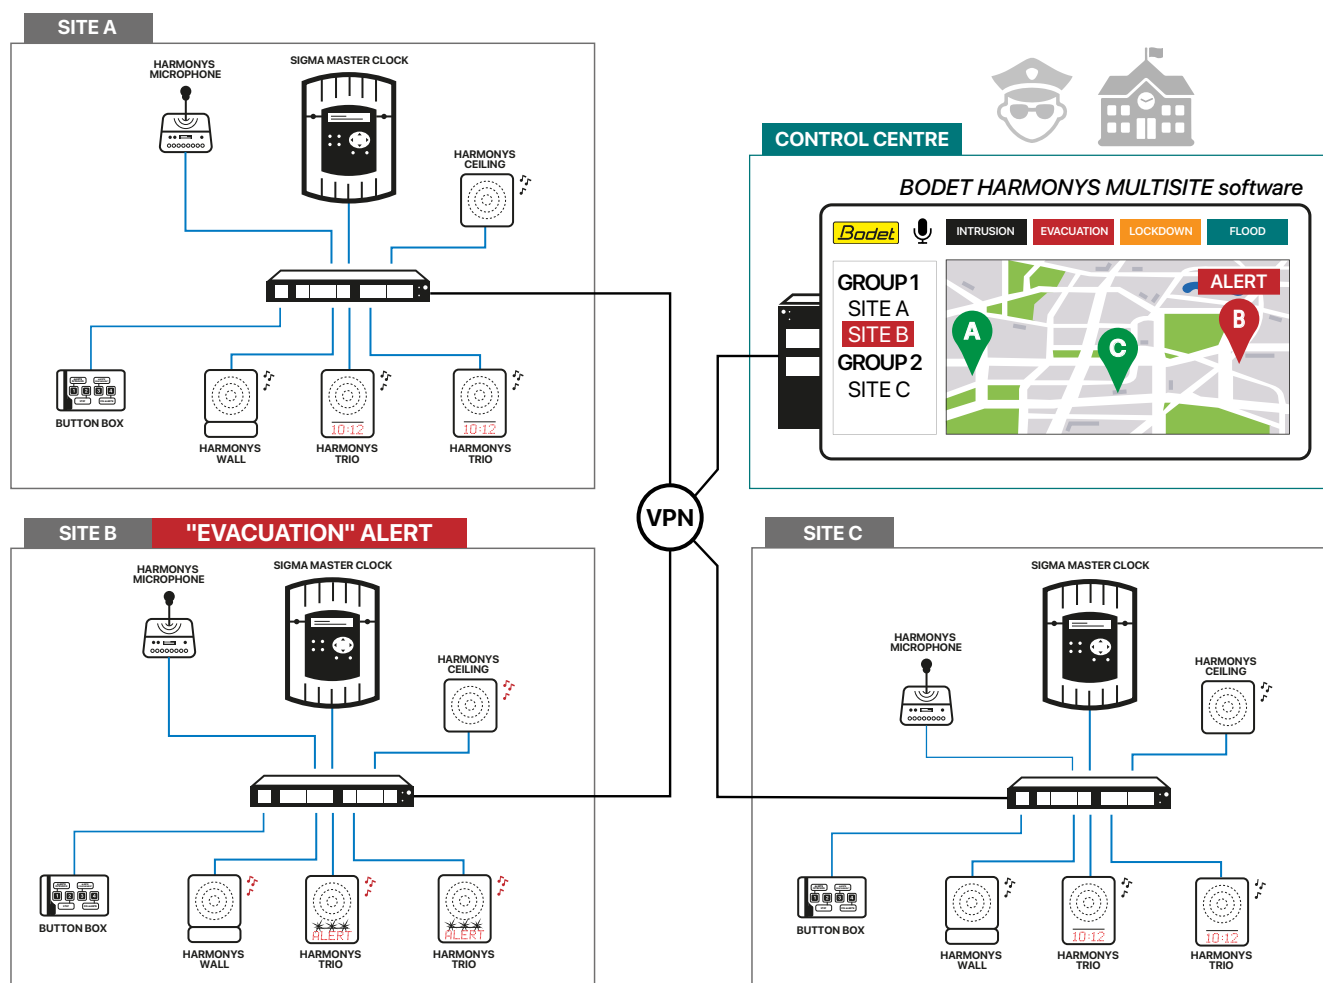 SITE A
HARMONYS
MICROPHONE
SIGMA MASTER CLOCK
HARMONYS
CEILING
BUTTON BOX
HARMONYS
WALL
HARMONYS
TRIO
HARMONYS
TRIO
10:12
10:12
CONTROL CENTRE
BODET HARMONYS MULTISITE software
Bodet
INTRUSION
EVACUATION
LOCKDOWN
FLOOD
GROUP 1
SITE A
SITE B
GROUP 2
SITE C
ALERT
A
B
C
VPN
SITE B
"EVACUATION" ALERT
HARMONYS
MICROPHONE
SIGMA MASTER CLOCK
HARMONYS
CEILING
BUTTON BOX
HARMONYS
WALL
ALERT
HARMONYS
TRIO
ALERT
HARMONYS
TRIO
SITE C
SIGMA MASTER CLOCK
HARMONYS
MICROPHONE
HARMONYS
CEILING
BUTTON BOX
HARMONYS
WALL
10:12
HARMONYS
TRIO
10:12
HARMONYS
TRIO